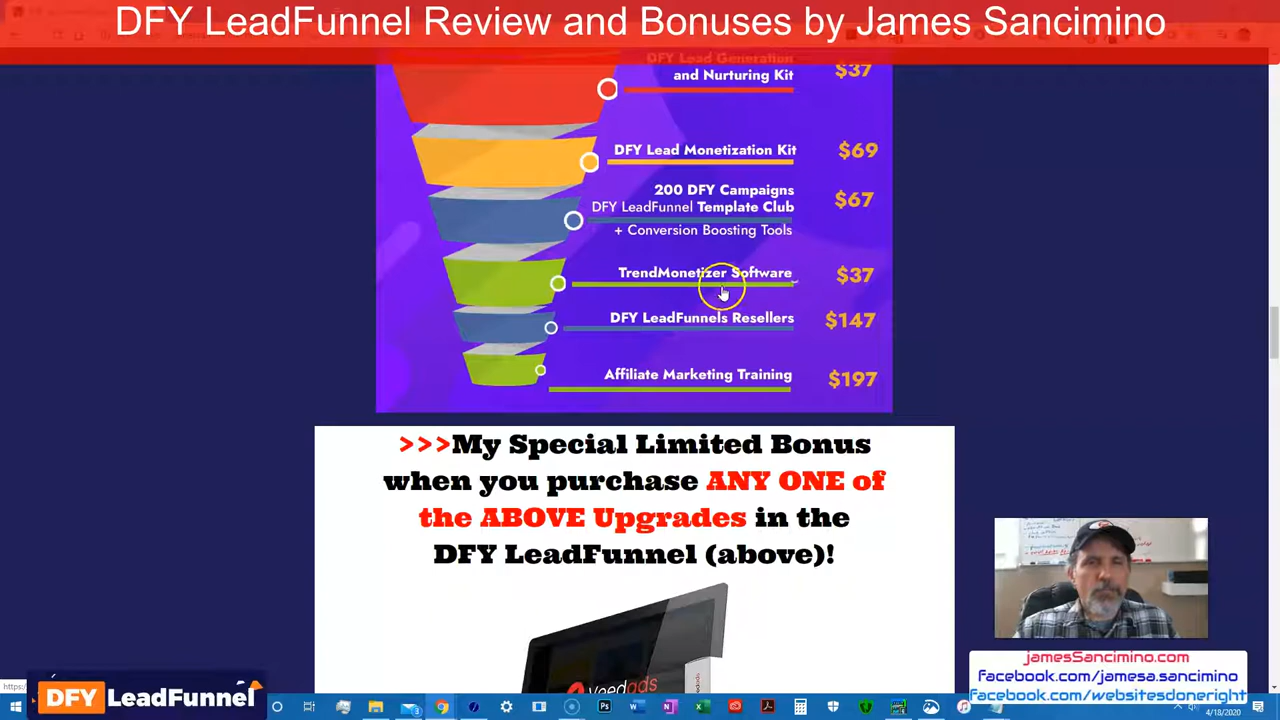 DFY LeadFunnel Review and Bonuses by James Sancimino
DFY Lead Generation
and Nurturing Kit
$37
DFY Lead Monetization Kit
$69
200 DFY Campaigns
DFY LeadFunnel Template Club
+ Conversion Boosting Tools
$67
TrendMonetizer Software
$37
DFY LeadFunnels Resellers
$147
Affiliate Marketing Training
$197
>>>My Special Limited Bonus
when you purchase ANY ONE of
the ABOVE Upgrades in the
DFY LeadFunnel (above)!
jamesSancimino.com
facebook.com/jamesa.sancimino
facebook.com/websitesdoneright
DFY LeadFunnel
4/18/2020